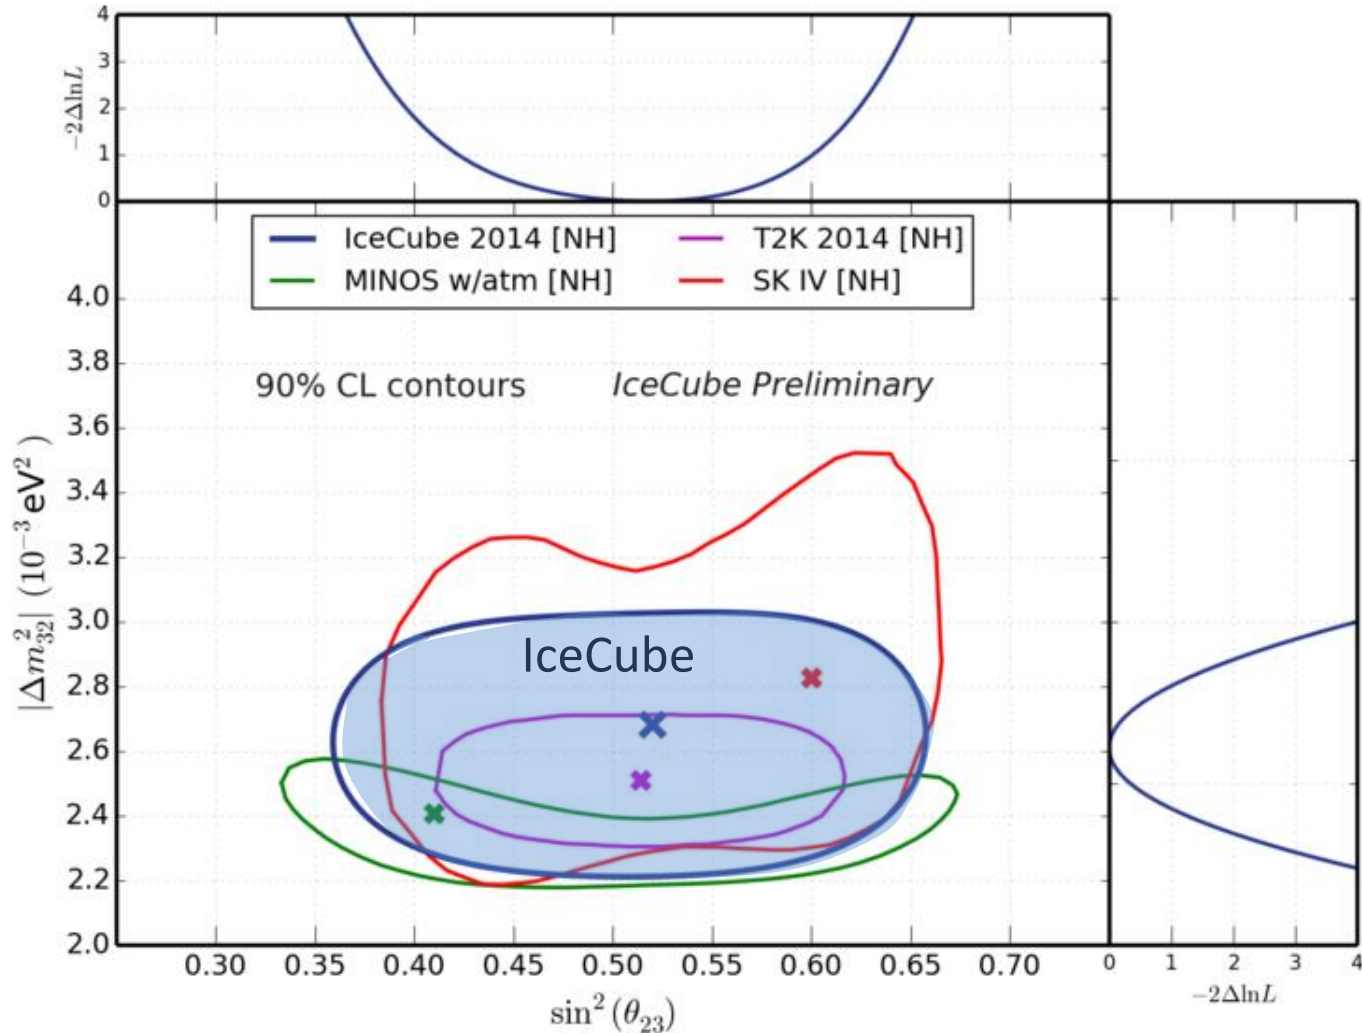 4
3
2
1
0
−2ΔlnL
IceCube 2014 [NH]
T2K 2014 [NH]
MINOS w/atm [NH]
SK IV [NH]
90% CL contours
IceCube Preliminary
IceCube
4.0
3.8
3.6
3.4
3.2
3.0
2.8
2.6
2.4
2.2
2.0
|Δm²₃₂| (10⁻³ eV²)
0.30 0.35 0.40 0.45 0.50 0.55 0.60 0.65 0.70
sin² (θ₂₃)
0 1 2 3 4
−2ΔlnL